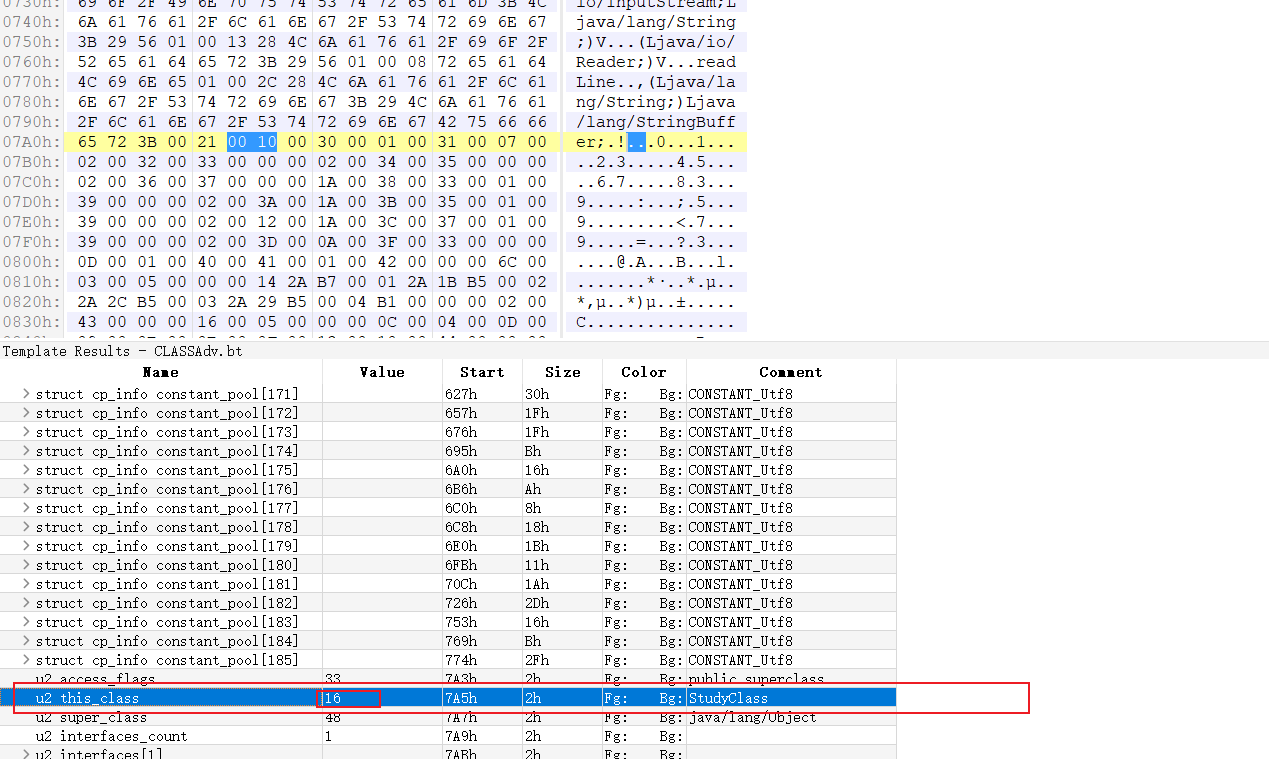 0730h: 69 6F 2F 49 6E 70 75 74 53 74 72 65 61 6D 3B 4C io/InputStream;L
0740h: 6A 61 76 61 2F 6C 61 6E 67 2F 53 74 72 69 6E 67 java/lang/String
0750h: 3B 29 56 01 00 13 28 4C 6A 61 76 61 2F 69 6F 2F ;)V...(Ljava/io/
0760h: 52 65 61 64 65 72 3B 29 56 01 00 08 72 65 61 64 Reader;)V...read
0770h: 4C 69 6E 65 01 00 2C 28 4C 6A 61 76 61 2F 6C 61 Line..,(Ljava/la
0780h: 6E 67 2F 53 74 72 69 6E 67 3B 29 4C 6A 61 76 61 ng/String;)Ljava
0790h: 2F 6C 61 6E 67 2F 53 74 72 69 6E 67 42 75 66 66 /lang/StringBuff
07A0h: 65 72 3B 00 21 00 10 00 30 00 01 00 31 00 07 00 er;.!...0...1...
07B0h: 02 00 32 00 33 00 00 00 02 00 34 00 35 00 00 00 ..2.3.....4.5...
07C0h: 02 00 36 00 37 00 00 00 1A 00 38 00 33 00 01 00 ..6.7.....8.3...
07D0h: 39 00 00 00 02 00 3A 00 1A 00 3B 00 35 00 01 00 9.....:...;.5...
07E0h: 39 00 00 00 02 00 12 00 1A 00 3C 00 37 00 01 00 9.........<.7...
07F0h: 39 00 00 00 02 00 3D 00 0A 00 3F 00 33 00 00 00 9.....=...?.3...
0800h: 0D 00 01 00 40 00 41 00 01 00 42 00 00 00 6C 00 ....@.A...B...l.
0810h: 03 00 05 00 00 00 14 2A B7 00 01 2A 1B B5 00 02 .......*·..*.µ..
0820h: 2A 2C B5 00 03 2A 29 B5 00 04 B1 00 00 00 02 00 *,µ..*)µ..±.....
0830h: 43 00 00 00 16 00 05 00 00 00 0C 00 04 00 0D 00 C...............
Template Results - CLASSAdv.bt
Name Value Start Size Color Comment
struct cp_info constant_pool[171] 627h 30h Fg: Bg: CONSTANT_Utf8
struct cp_info constant_pool[172] 657h 1Fh Fg: Bg: CONSTANT_Utf8
struct cp_info constant_pool[173] 676h 1Fh Fg: Bg: CONSTANT_Utf8
struct cp_info constant_pool[174] 695h Bh Fg: Bg: CONSTANT_Utf8
struct cp_info constant_pool[175] 6A0h 16h Fg: Bg: CONSTANT_Utf8
struct cp_info constant_pool[176] 6B6h Ah Fg: Bg: CONSTANT_Utf8
struct cp_info constant_pool[177] 6C0h 8h Fg: Bg: CONSTANT_Utf8
struct cp_info constant_pool[178] 6C8h 18h Fg: Bg: CONSTANT_Utf8
struct cp_info constant_pool[179] 6E0h 1Bh Fg: Bg: CONSTANT_Utf8
struct cp_info constant_pool[180] 6FBh 11h Fg: Bg: CONSTANT_Utf8
struct cp_info constant_pool[181] 70Ch 1Ah Fg: Bg: CONSTANT_Utf8
struct cp_info constant_pool[182] 726h 2Dh Fg: Bg: CONSTANT_Utf8
struct cp_info constant_pool[183] 753h 16h Fg: Bg: CONSTANT_Utf8
struct cp_info constant_pool[184] 769h Bh Fg: Bg: CONSTANT_Utf8
struct cp_info constant_pool[185] 774h 2Fh Fg: Bg: CONSTANT_Utf8
u2 access_flags 33 7A3h 2h Fg: Bg: public superclass
u2 this_class 16 7A5h 2h Fg: Bg: StudyClass
u2 super_class 48 7A7h 2h Fg: Bg: java/lang/Object
u2 interfaces_count 1 7A9h 2h Fg: Bg:
u2 interfaces[1] 7ABh 2h Fg: Bg: